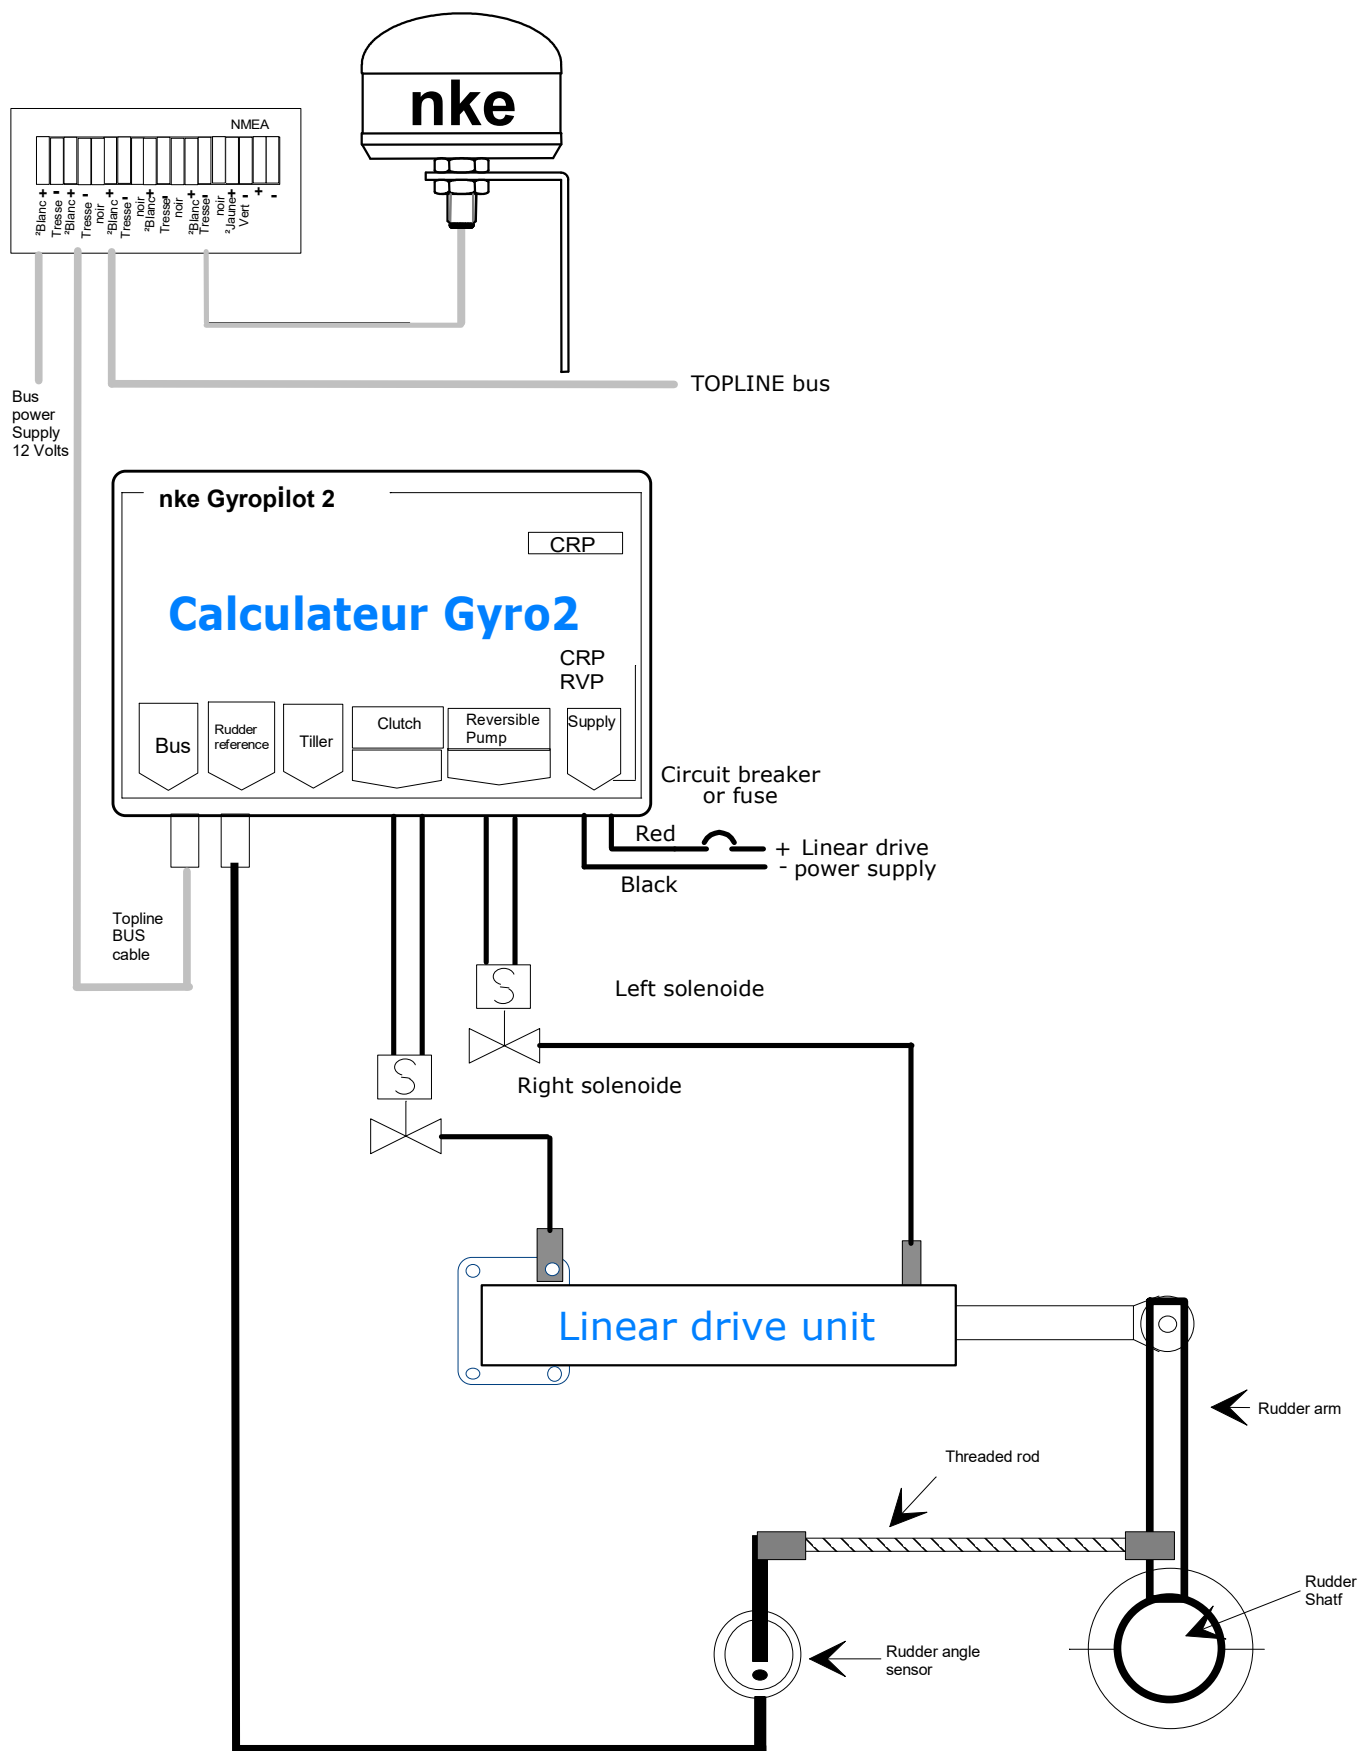 nke
NMEA
²Blanc +
Tresse -
²Blanc +
Tresse -
noir
²Blanc +
Tresse -
noir
²Blanc +
Tresse -
noir
²Blanc +
Tresse -
noir
²Jaune +
Vert -
+
-
TOPLINE bus
Bus
power
Supply
12 Volts
nke Gyropilot 2
CRP
Calculateur Gyro2
CRP
RVP
Bus
Rudder
reference
Tiller
Clutch
Reversible
Pump
Supply
Circuit breaker
or fuse
Red
+ Linear drive
- power supply
Black
Topline
BUS
cable
S
Left solenoide
S
Right solenoide
Linear drive unit
Rudder arm
Threaded rod
Rudder
Shatf
Rudder angle
sensor